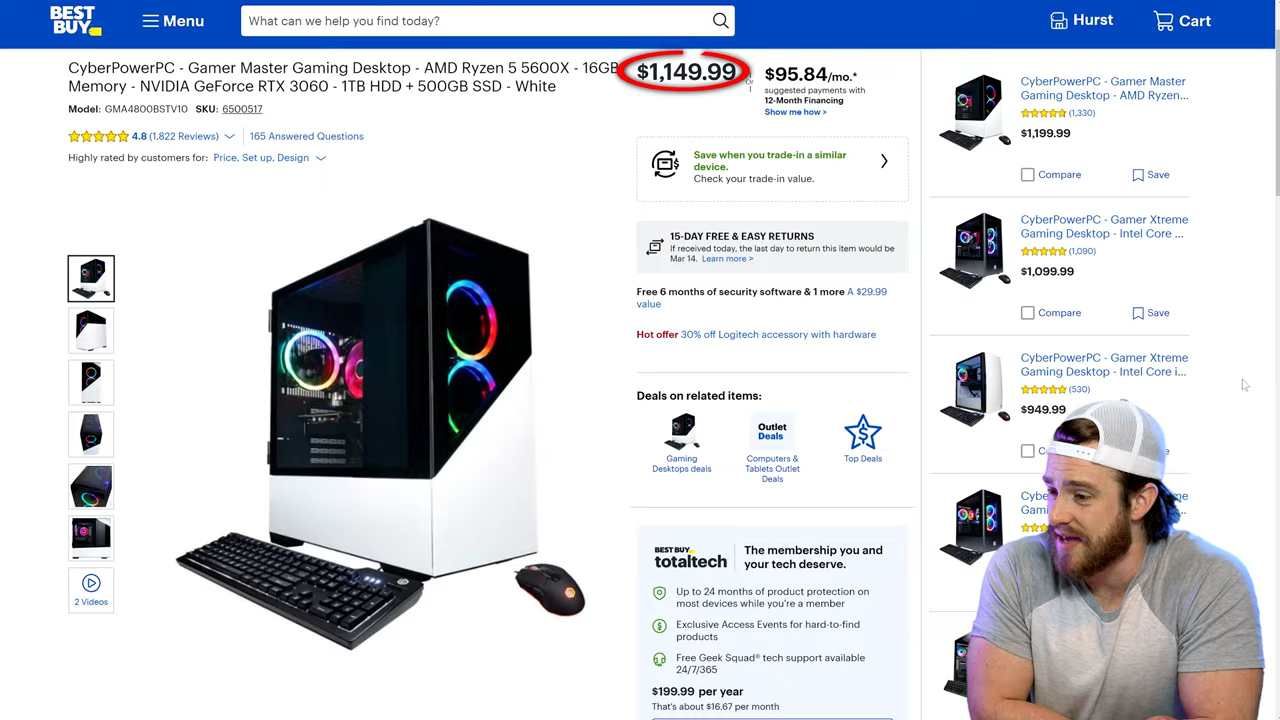 BEST
BUY
Menu
What can we help you find today?
Hurst
Cart
CyberPowerPC - Gamer Master Gaming Desktop - AMD Ryzen 5 5600X - 16GB
Memory - NVIDIA GeForce RTX 3060 - 1TB HDD + 500GB SSD - White
Model: GMA4800BSTV10 SKU: 6500517
4.8 (1,822 Reviews)
165 Answered Questions
Highly rated by customers for: Price, Set up, Design
2 Videos
$1,149.99
or
$95.84/mo.*
suggested payments with
12-Month Financing
Show me how >
Save when you trade-in a similar
device.
Check your trade-in value.
15-DAY FREE & EASY RETURNS
If received today, the last day to return this item would be
Mar 14. Learn more >
Free 6 months of security software & 1 more A $29.99
value
Hot offer 30% off Logitech accessory with hardware
Deals on related items:
Gaming
Desktops deals
Outlet
Deals
Computers &
Tablets Outlet
Deals
Top Deals
BEST BUY
totaltech
The membership you and
your tech deserve.
Up to 24 months of product protection on
most devices while you're a member
Exclusive Access Events for hard-to-find
products
Free Geek Squad® tech support available
24/7/365
$199.99 per year
That's about $16.67 per month
CyberPowerPC - Gamer Master
Gaming Desktop - AMD Ryzen...
(1,330)
$1,199.99
Compare
Save
CyberPowerPC - Gamer Xtreme
Gaming Desktop - Intel Core ...
(1,090)
$1,099.99
Compare
Save
CyberPowerPC - Gamer Xtreme
Gaming Desktop - Intel Core i...
(530)
$949.99